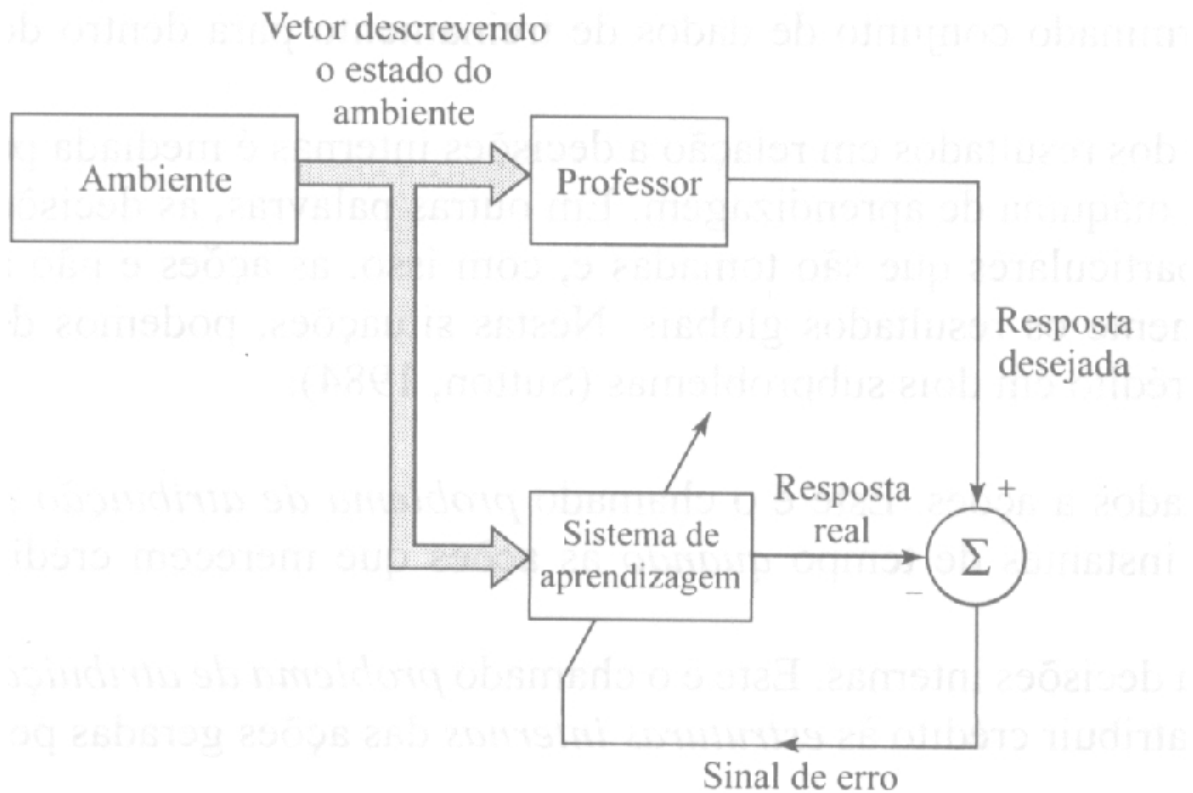 Vetor descrevendo
o estado do
ambiente
Ambiente
Professor
Resposta
desejada
+
Resposta
real
Σ
−
Sistema de
aprendizagem
Sinal de erro